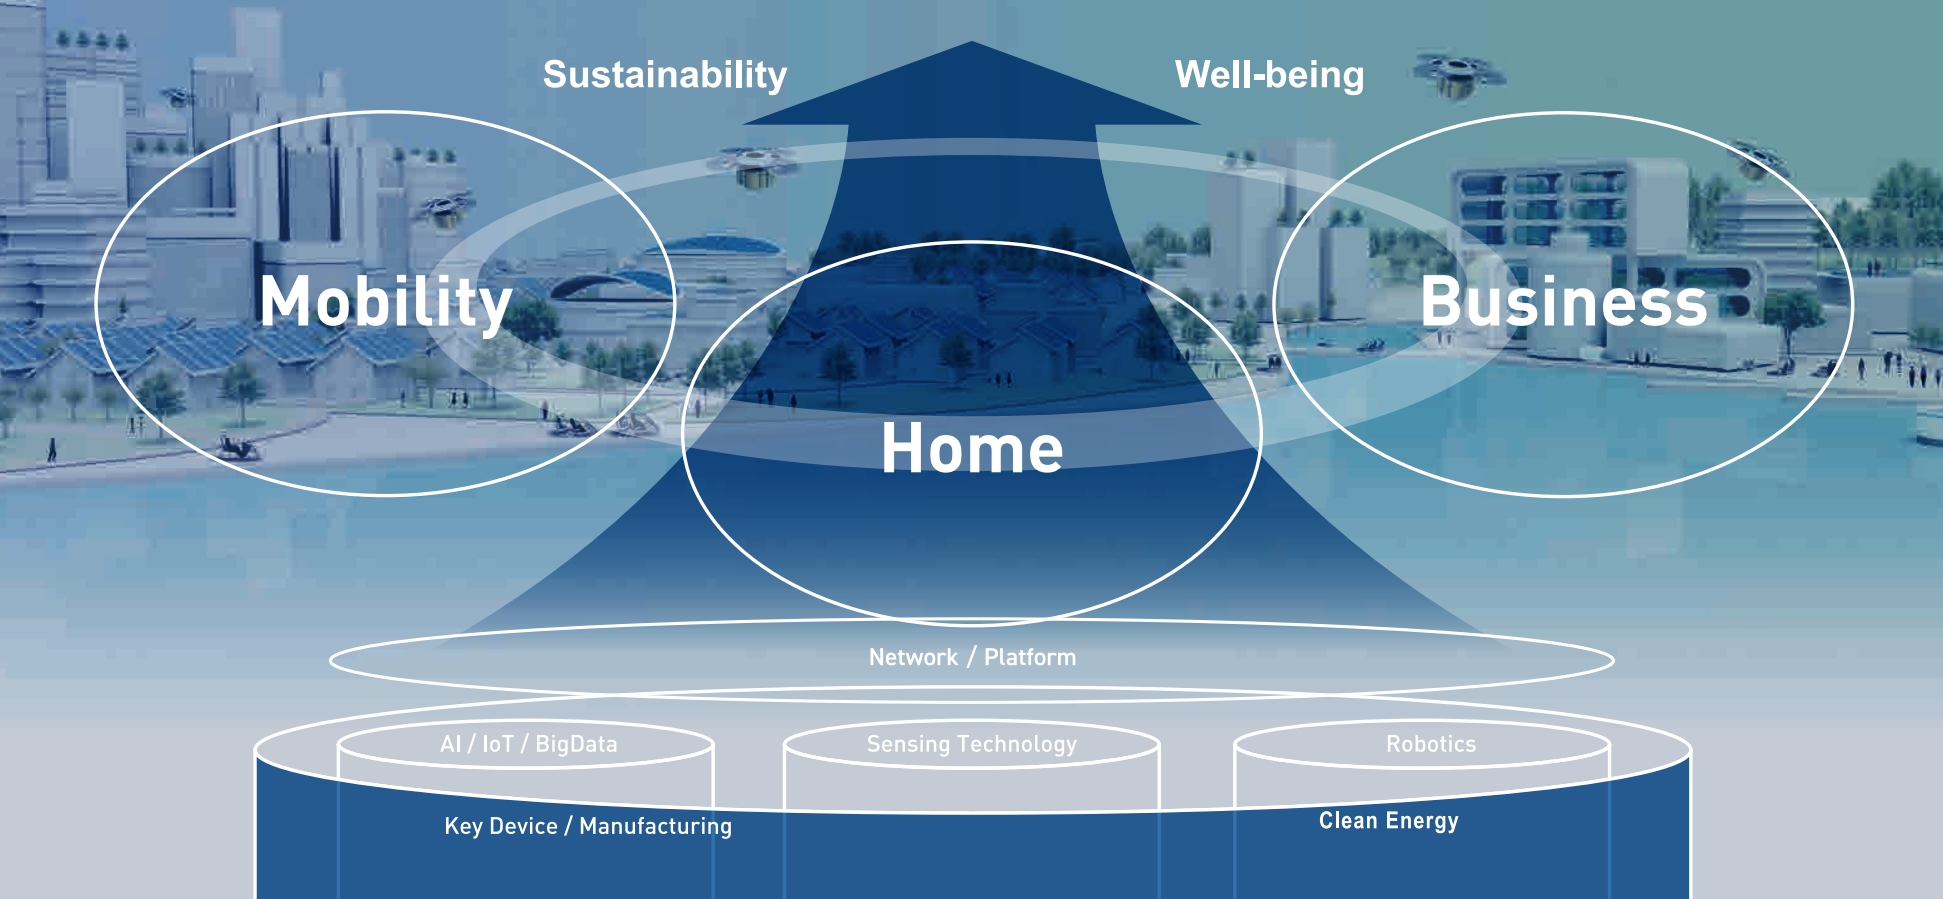 Sustainability
Well-being
Mobility
Business
Home
Network / Platform
AI / IoT / BigData
Sensing Technology
Robotics
Key Device / Manufacturing
Clean Energy